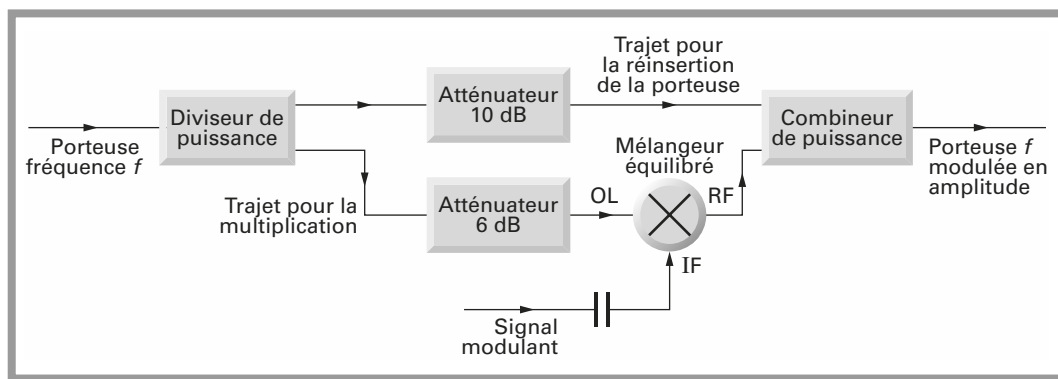 Porteuse
fréquence f
Diviseur de
puissance
Atténuateur
10 dB
Trajet pour
la réinsertion
de la porteuse
Combineur
de puissance
Porteuse f
modulée en
amplitude
Trajet pour la
multiplication
Atténuateur
6 dB
OL
Mélangeur
équilibré
RF
IF
Signal
modulant